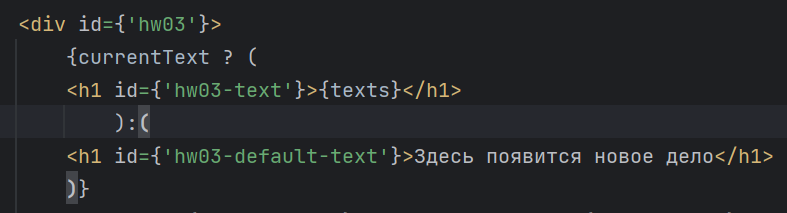 <div id={'hw03'}>
{currentText ? (
<h1 id={'hw03-text'}>{texts}</h1>
):(
<h1 id={'hw03-default-text'}>Здесь появится новое дело</h1>
)}